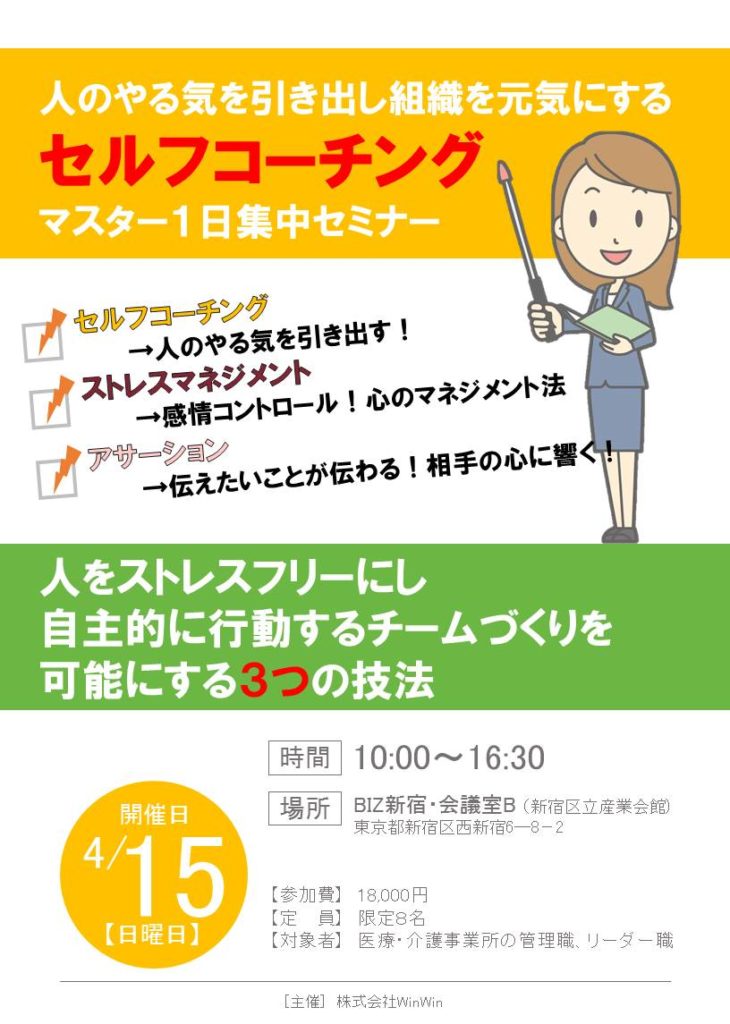 人のやる気を引き出し組織を元気にする
セルフコーチング
マスター1日集中セミナー
セルフコーチング
→人のやる気を引き出す！
ストレスマネジメント
→感情コントロール！心のマネジメント法
アサーション
→伝えたいことが伝わる！相手の心に響く！
人をストレスフリーにし
自主的に行動するチームづくりを
可能にする３つの技法
時間 10:00～16:30
場所 BIZ新宿・会議室B（新宿区立産業会館）
東京都新宿区西新宿6―8－2
開催日
4/15
【日曜日】
【参加費】 18,000円
【定　員】 限定8名
【対象者】 医療・介護事業所の管理職、リーダー職
［主催］ 株式会社WinWin